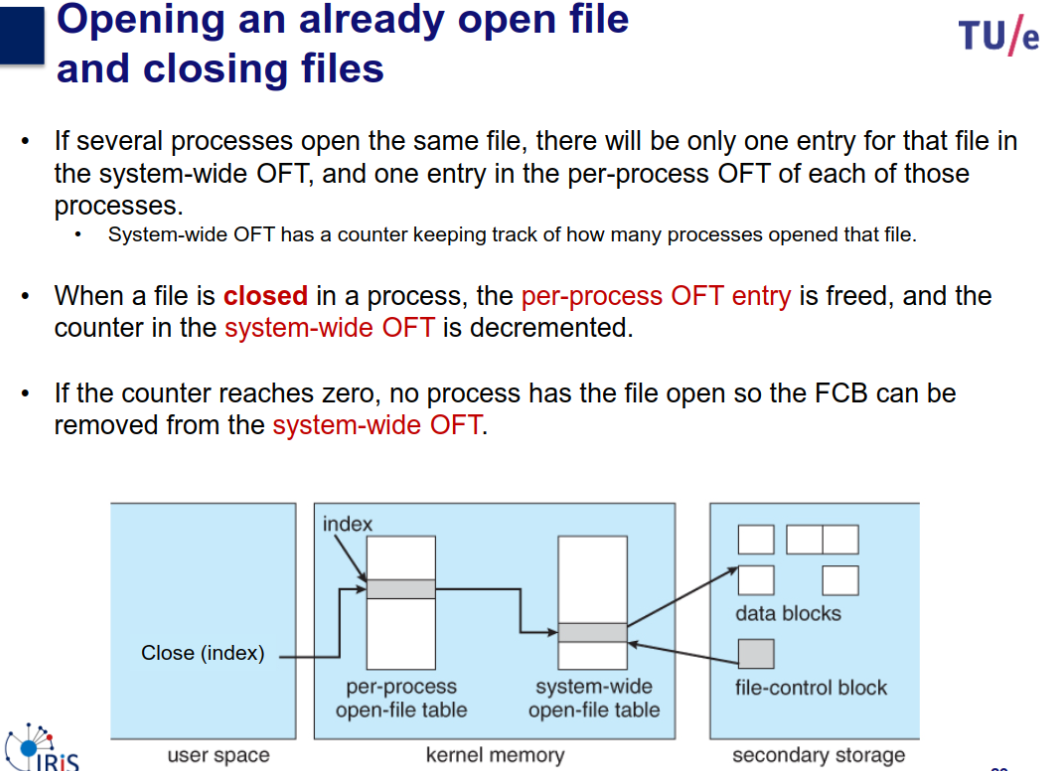 Opening an already open file
and closing files
TU/e
• If several processes open the same file, there will be only one entry for that file in
the system-wide OFT, and one entry in the per-process OFT of each of those
processes.
• System-wide OFT has a counter keeping track of how many processes opened that file.
• When a file is closed in a process, the per-process OFT entry is freed, and the
counter in the system-wide OFT is decremented.
• If the counter reaches zero, no process has the file open so the FCB can be
removed from the system-wide OFT.
index
Close (index)
per-process
open-file table
system-wide
open-file table
data blocks
file-control block
user space
kernel memory
secondary storage
IRiS